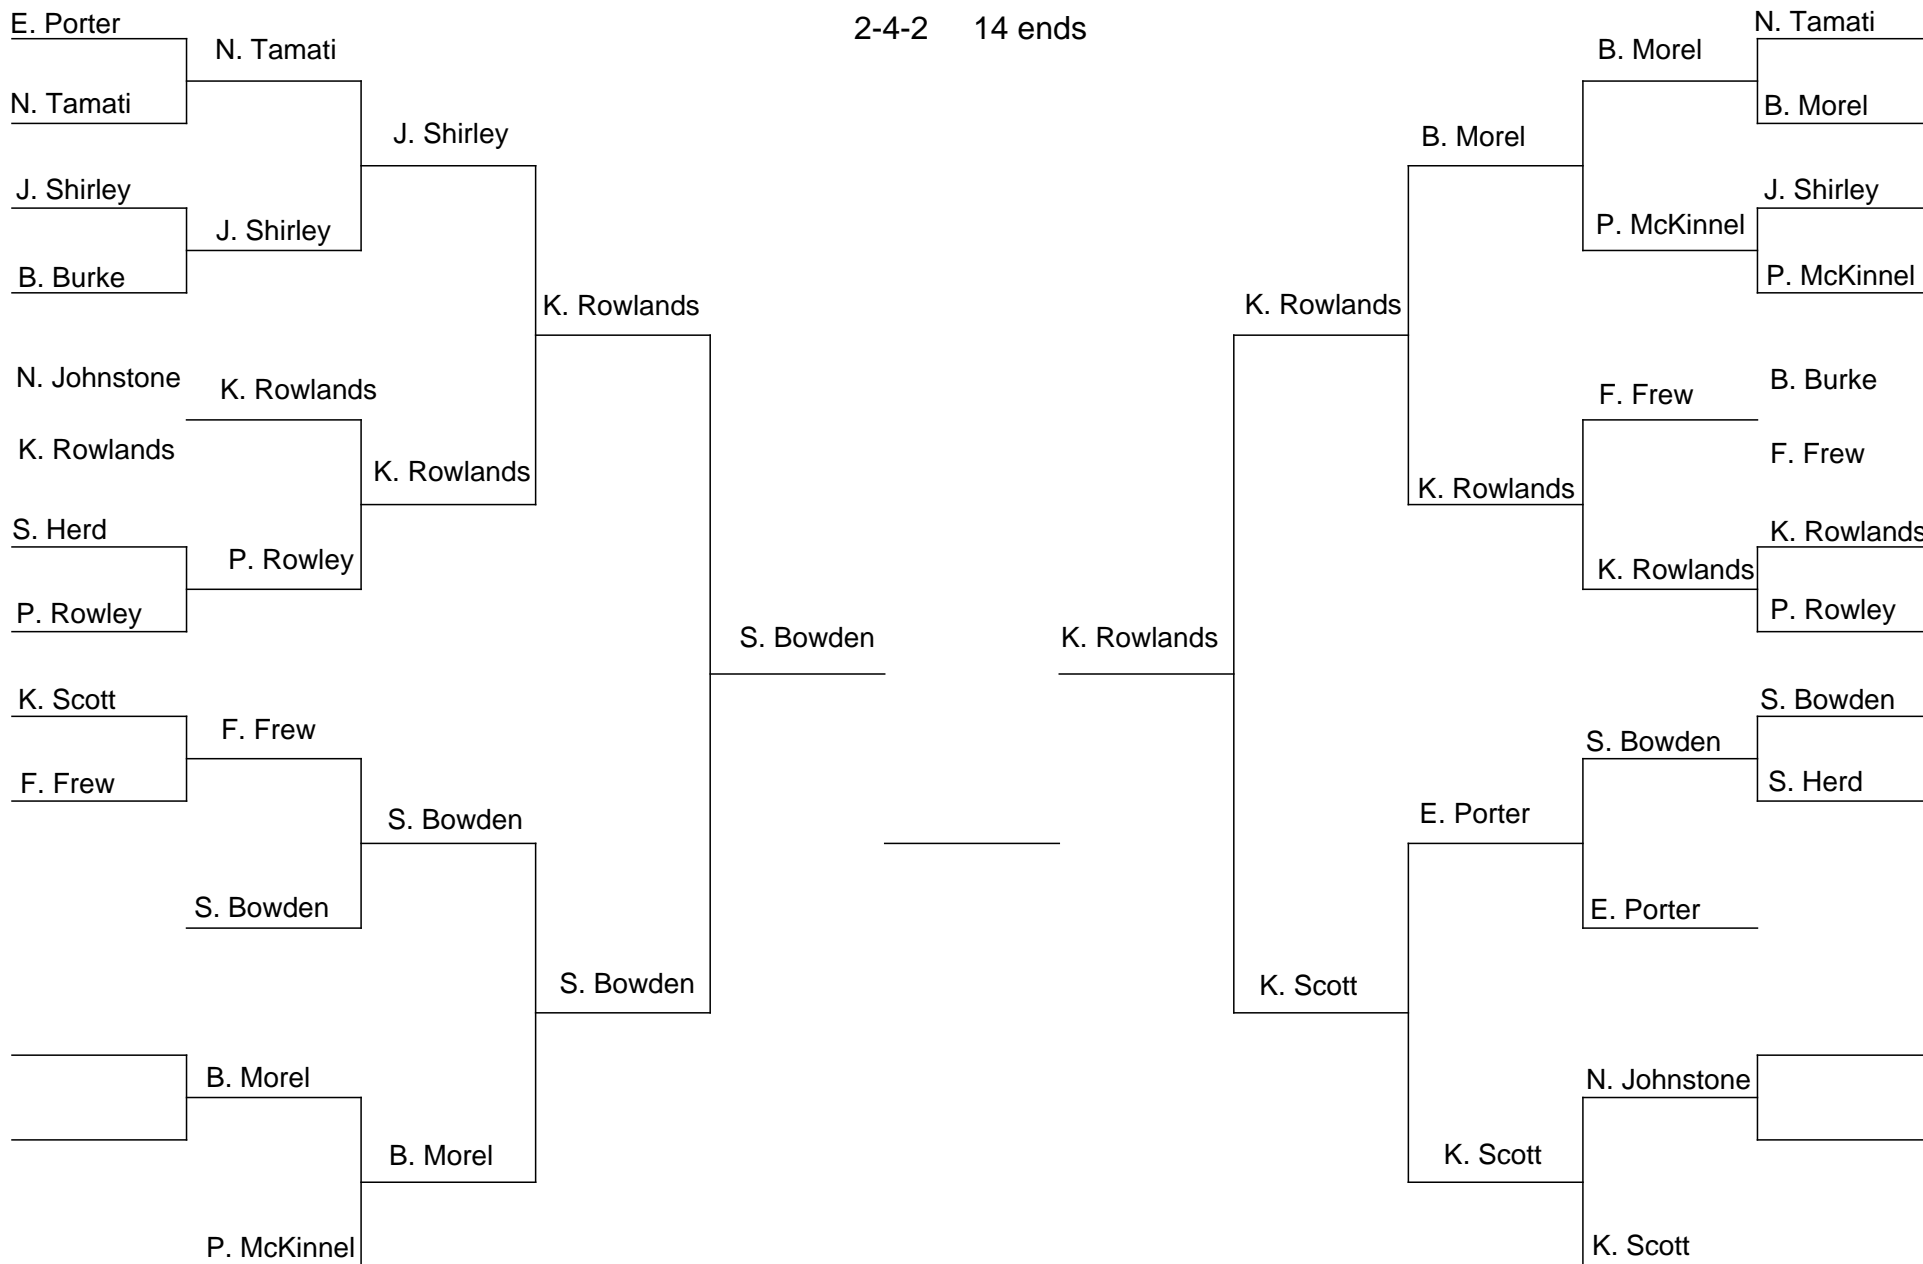 2-4-2 14 ends
E. Porter
N. Tamati
J. Shirley
B. Burke
N. Johnstone
K. Rowlands
S. Herd
P. Rowley
K. Scott
F. Frew
N. Tamati
J. Shirley
K. Rowlands
P. Rowley
F. Frew
S. Bowden
B. Morel
P. McKinnel
J. Shirley
K. Rowlands
S. Bowden
B. Morel
K. Rowlands
S. Bowden
S. Bowden
K. Rowlands
K. Rowlands
K. Scott
B. Morel
K. Rowlands
E. Porter
K. Scott
B. Morel
P. McKinnel
F. Frew
K. Rowlands
S. Bowden
E. Porter
N. Johnstone
K. Scott
N. Tamati
B. Morel
J. Shirley
P. McKinnel
B. Burke
F. Frew
K. Rowlands
P. Rowley
S. Bowden
S. Herd